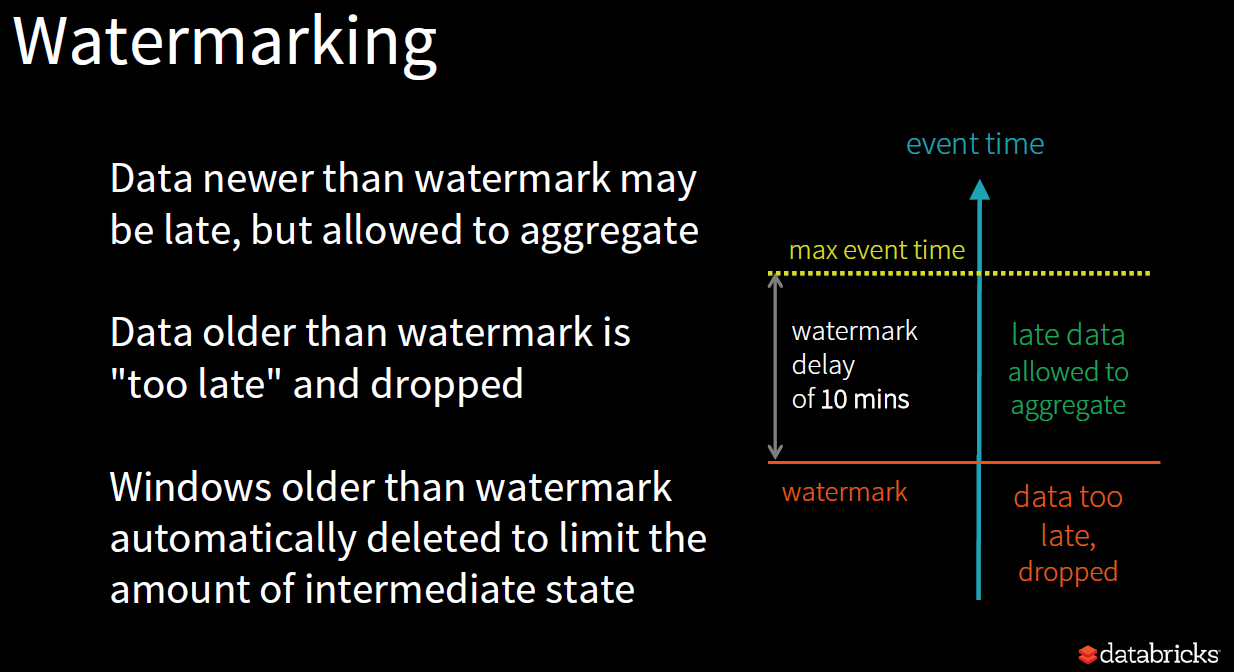 Watermarking
Data newer than watermark may
be late, but allowed to aggregate
Data older than watermark is
"too late" and dropped
Windows older than watermark
automatically deleted to limit the
amount of intermediate state
event time
max event time
watermark
delay
of 10 mins
late data
allowed to
aggregate
watermark
data too
late,
dropped
databricks